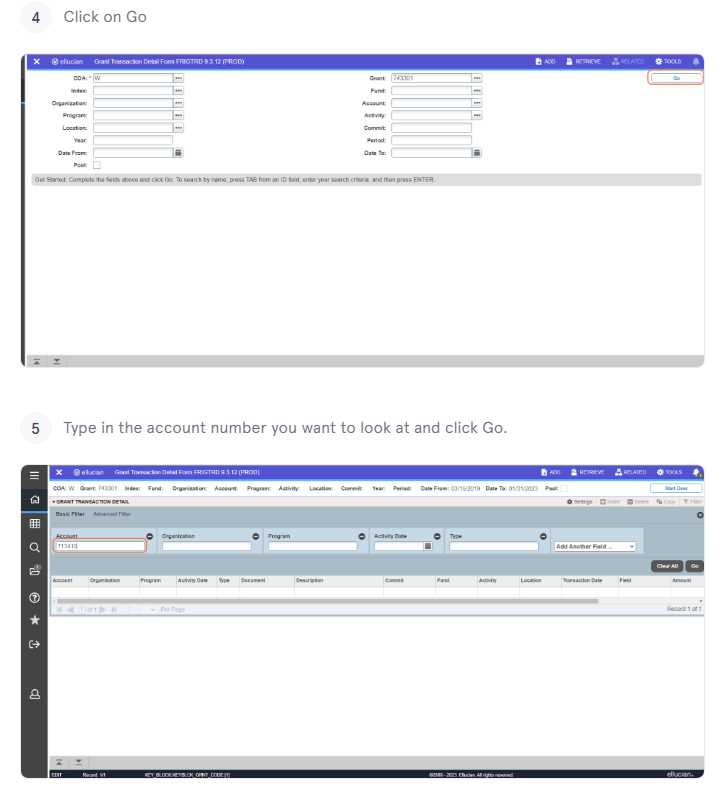 4 Click on Go
ellucian Grant Transaction Detail Form FRIGTRD 9.3.12 (PROD) ADD RETRIEVE RELATED TOOLS
COA: * W Grant: 743301 Go
Index: Fund:
Organization: Account:
Program: Activity:
Location: Commit:
Year: Period:
Date From: Date To:
Pool:
Get Started: Complete the fields above and click Go. To search by name, press TAB from an ID field, enter your search criteria, and then press ENTER.
5 Type in the account number you want to look at and click Go.
ellucian Grant Transaction Detail Form FRIGTRD 9.3.12 (PROD) ADD RETRIEVE RELATED TOOLS
COA: W Grant: 743301 Index: Fund: Organization: Account: Program: Activity: Location: Commit: Year: Period: Date From: 03/15/2019 Date To: 01/31/2023 Pool: Start Over
GRANT TRANSACTION DETAIL Settings Insert Delete Copy Filter
Basic Filter Advanced Filter
Account Organization Program Activity Date Type
713410 Add Another Field ...
Clear All Go
Account Organization Program Activity Date Type Document Description Commit Fund Activity Location Transaction Date Field Amount
1 of 1 Per Page Record 1 of 1
EDIT Record: 1/1 KEY_BLOCK.KEYBLCK_GRNT_CODE [1] ©2000 - 2023 Ellucian. All rights reserved. ellucian